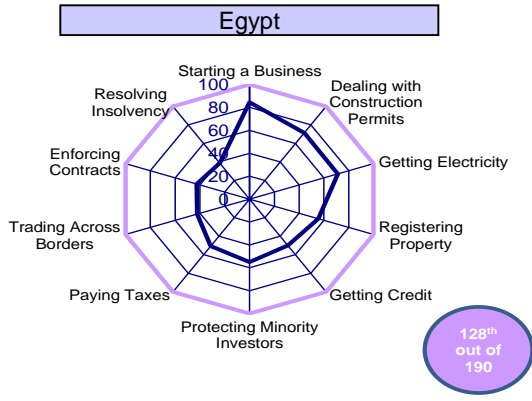 Egypt
Starting a Business
Dealing with
Construction
Permits
Getting Electricity
Registering
Property
Getting Credit
Protecting Minority
Investors
Paying Taxes
Trading Across
Borders
Enforcing
Contracts
Resolving
Insolvency
100
80
60
40
20
0
128th
out of
190